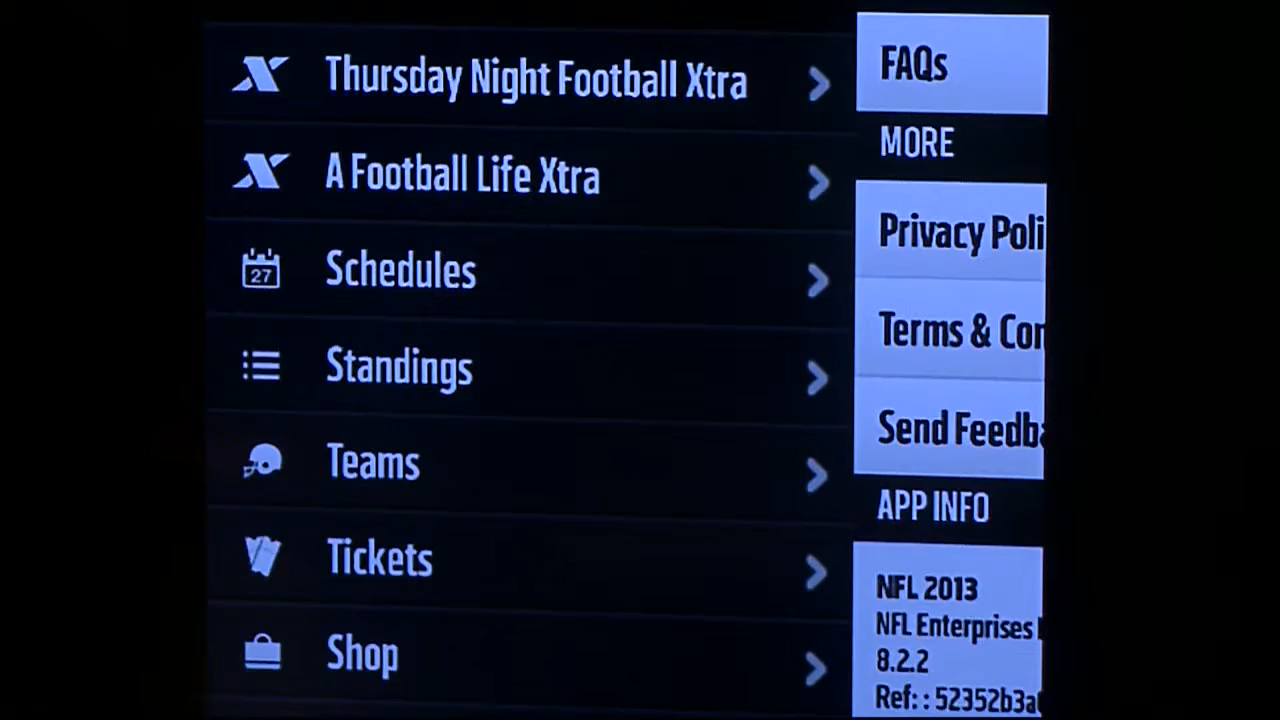 Thursday Night Football Xtra
A Football Life Xtra
27
Schedules
Standings
Teams
Tickets
Shop
FAQs
MORE
Privacy Poli
Terms & Con
Send Feedba
APP INFO
NFL 2013
NFL Enterprises
8.2.2
Ref: : 52352b3a